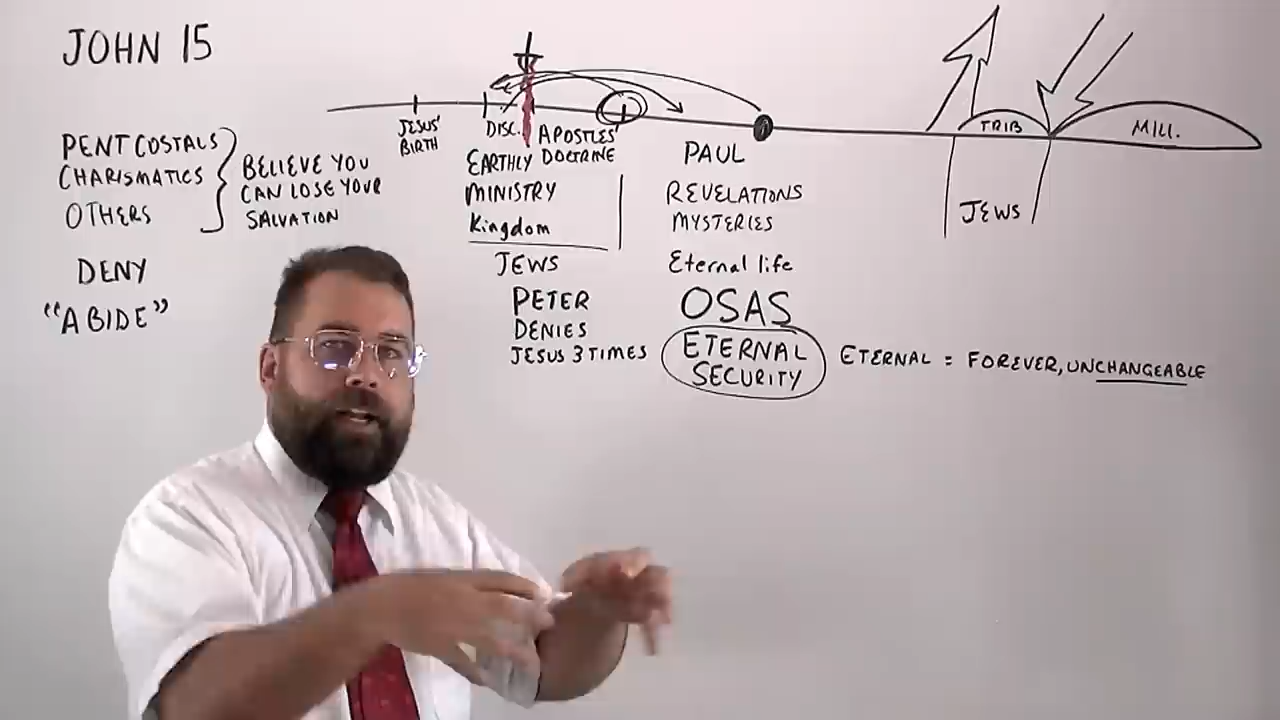 JOHN 15
PENTCOSTALS
CHARISMATICS
OTHERS
BELIEVE YOU
CAN LOSE YOUR
SALVATION
DENY
"ABIDE"
JESUS'
BIRTH
DISC.
APOSTLES'
DOCTRINE
EARTHLY
MINISTRY
Kingdom
JEWS
PETER
DENIES
JESUS 3 TIMES
PAUL
REVELATIONS
MYSTERIES
Eternal life
OSAS
ETERNAL
SECURITY
ETERNAL = FOREVER, UNCHANGEABLE
TRIB
MILL.
JEWS